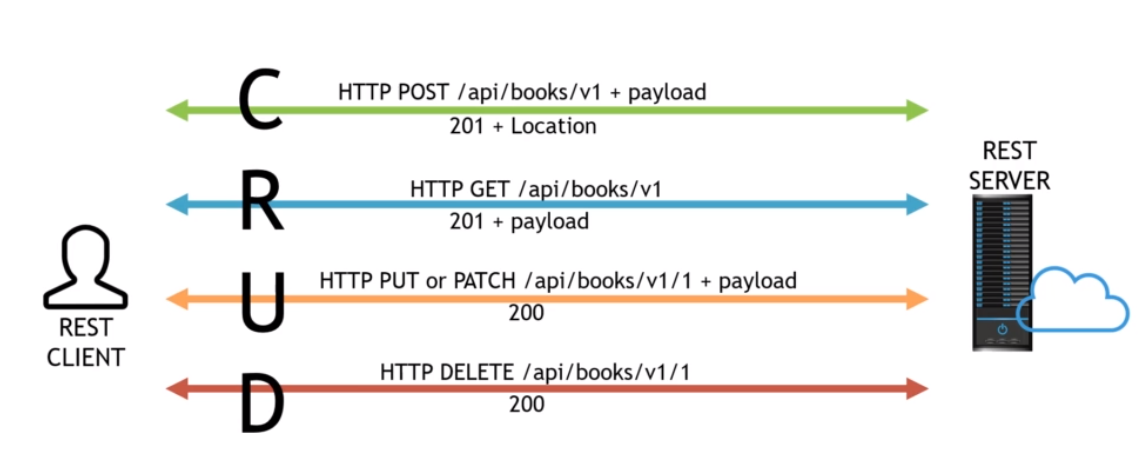 C
HTTP POST /api/books/v1 + payload
201 + Location
R
HTTP GET /api/books/v1
201 + payload
U
HTTP PUT or PATCH /api/books/v1/1 + payload
200
D
HTTP DELETE /api/books/v1/1
200
REST
CLIENT
REST
SERVER